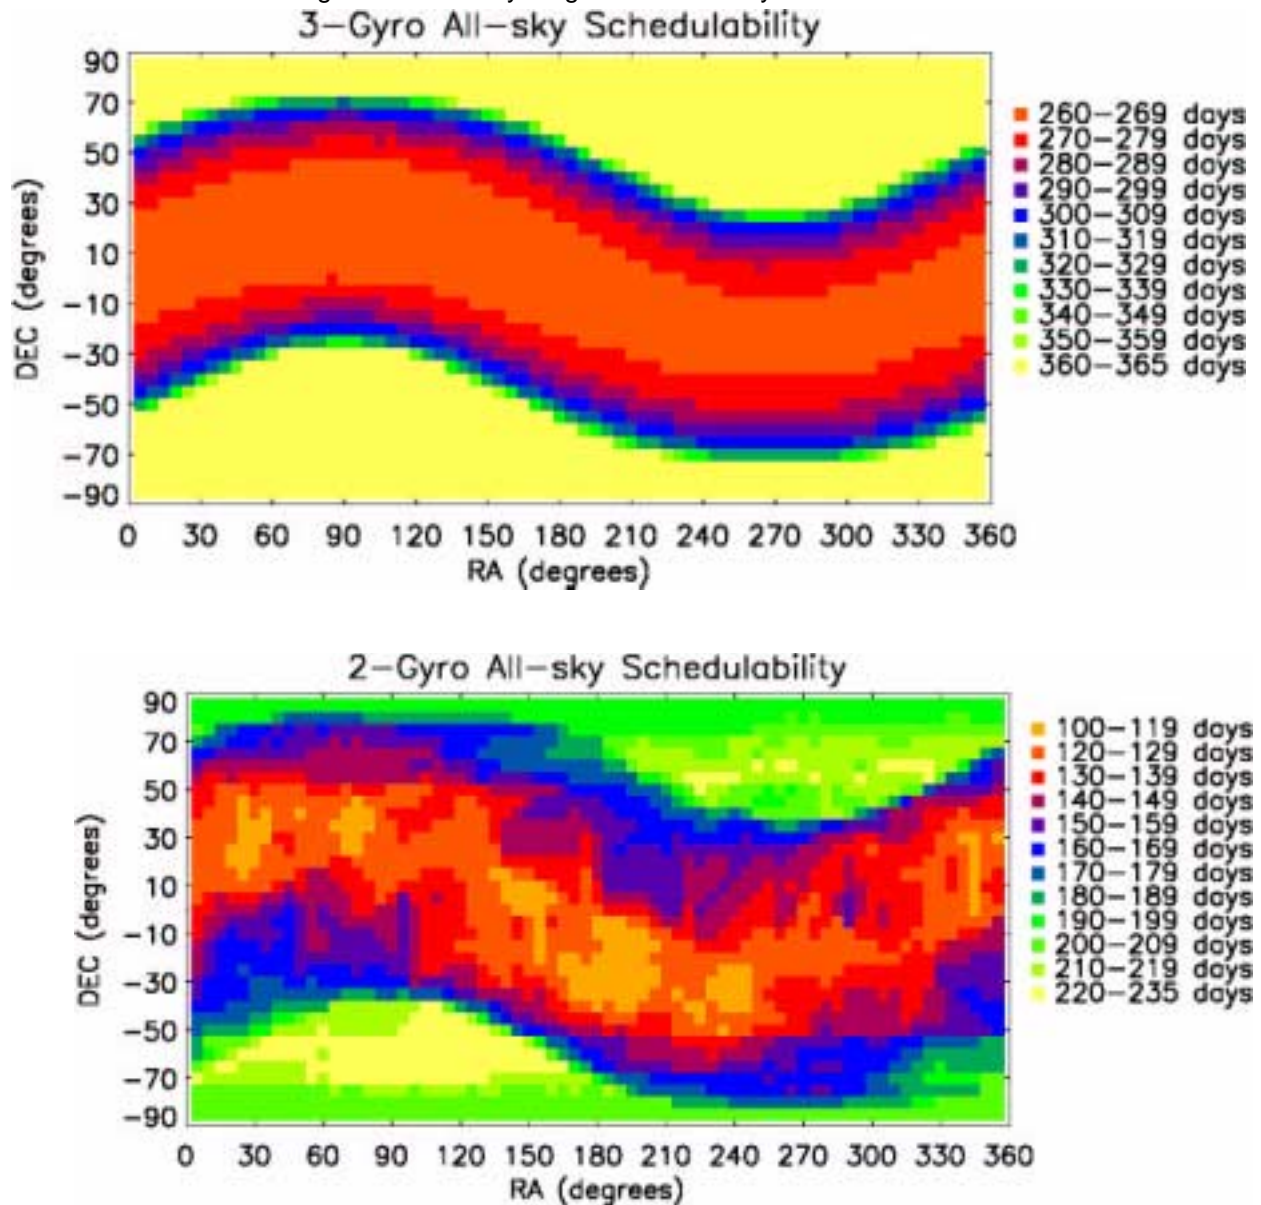 3-Gyro All-sky Schedulability
90
70
50
30
10
-10
-30
-50
-70
-90
DEC (degrees)
0 30 60 90 120 150 180 210 240 270 300 330 360
RA (degrees)
260-269 days
270-279 days
280-289 days
290-299 days
300-309 days
310-319 days
320-329 days
330-339 days
340-349 days
350-359 days
360-365 days
2-Gyro All-sky Schedulability
90
70
50
30
10
-10
-30
-50
-70
-90
DEC (degrees)
0 30 60 90 120 150 180 210 240 270 300 330 360
RA (degrees)
100-119 days
120-129 days
130-139 days
140-149 days
150-159 days
160-169 days
170-179 days
180-189 days
190-199 days
200-209 days
210-219 days
220-235 days